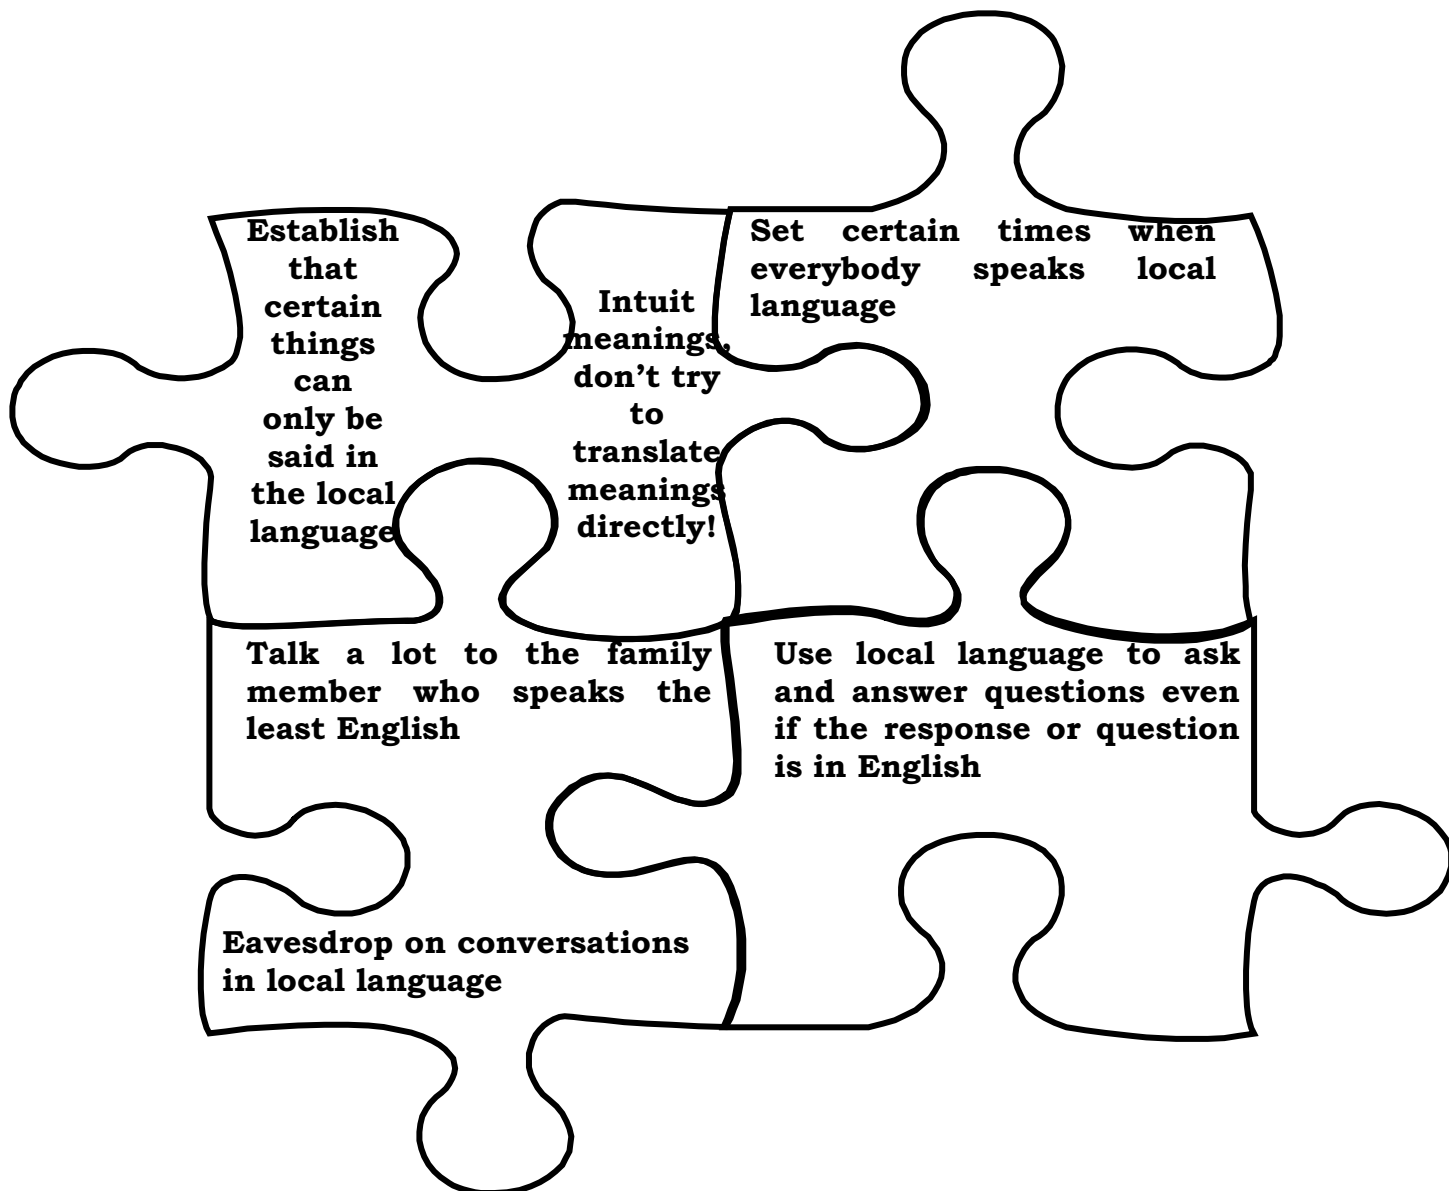 Establish
that
certain
things
can
only be
said in
the local
language
Intuit
meanings,
don’t try
to
translate
meanings
directly!
Set certain times when
everybody speaks local
language
Talk a lot to the family
member who speaks the
least English
Eavesdrop on conversations
in local language
Use local language to ask
and answer questions even
if the response or question
is in English